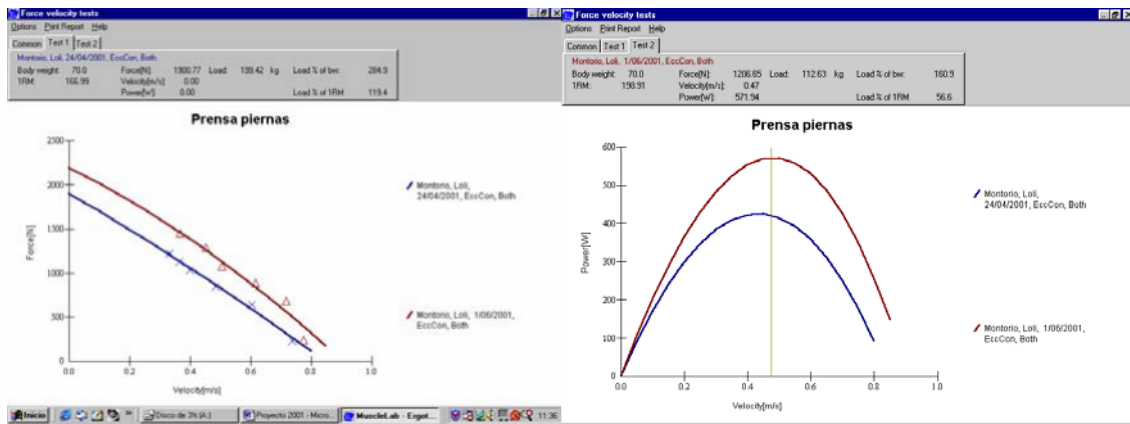 Force velocity tests
Options Print Report Help
Common Test 1 Test 2
Montorio, Loli, 24/04/2001, EccCon, Both
Body weight: 70.0 Force[N]: 1900.77 Load: 199.42 kg Load % of bw: 284.9
1RM: 166.99 Velocity[m/s]: 0.00
Power[W]: 0.00 Load % of 1RM 119.4
Prensa piernas
2500
2000
1500
1000
500
0
Force[N]
0.0 0.2 0.4 0.6 0.8 1.0
Velocity[m/s]
Montorio, Loli,
24/04/2001, EccCon, Both
Montorio, Loli, 1/06/2001,
EccCon, Both
Inicio Disco de 3½ (A:) Proyecto 2001 - Micro... MuscleLab - Ergot... 11:36
Force velocity tests
Options Print Report Help
Common Test 1 Test 2
Montorio, Loli, 1/06/2001, EccCon, Both
Body weight: 70.0 Force[N]: 1206.65 Load: 112.63 kg Load % of bw: 160.9
1RM: 198.91 Velocity[m/s]: 0.47
Power[W]: 571.94 Load % of 1RM 56.6
Prensa piernas
600
500
400
300
200
100
0
Power[W]
0.0 0.2 0.4 0.6 0.8 1.0
Velocity[m/s]
Montorio, Loli,
24/04/2001, EccCon, Both
Montorio, Loli, 1/06/2001,
EccCon, Both